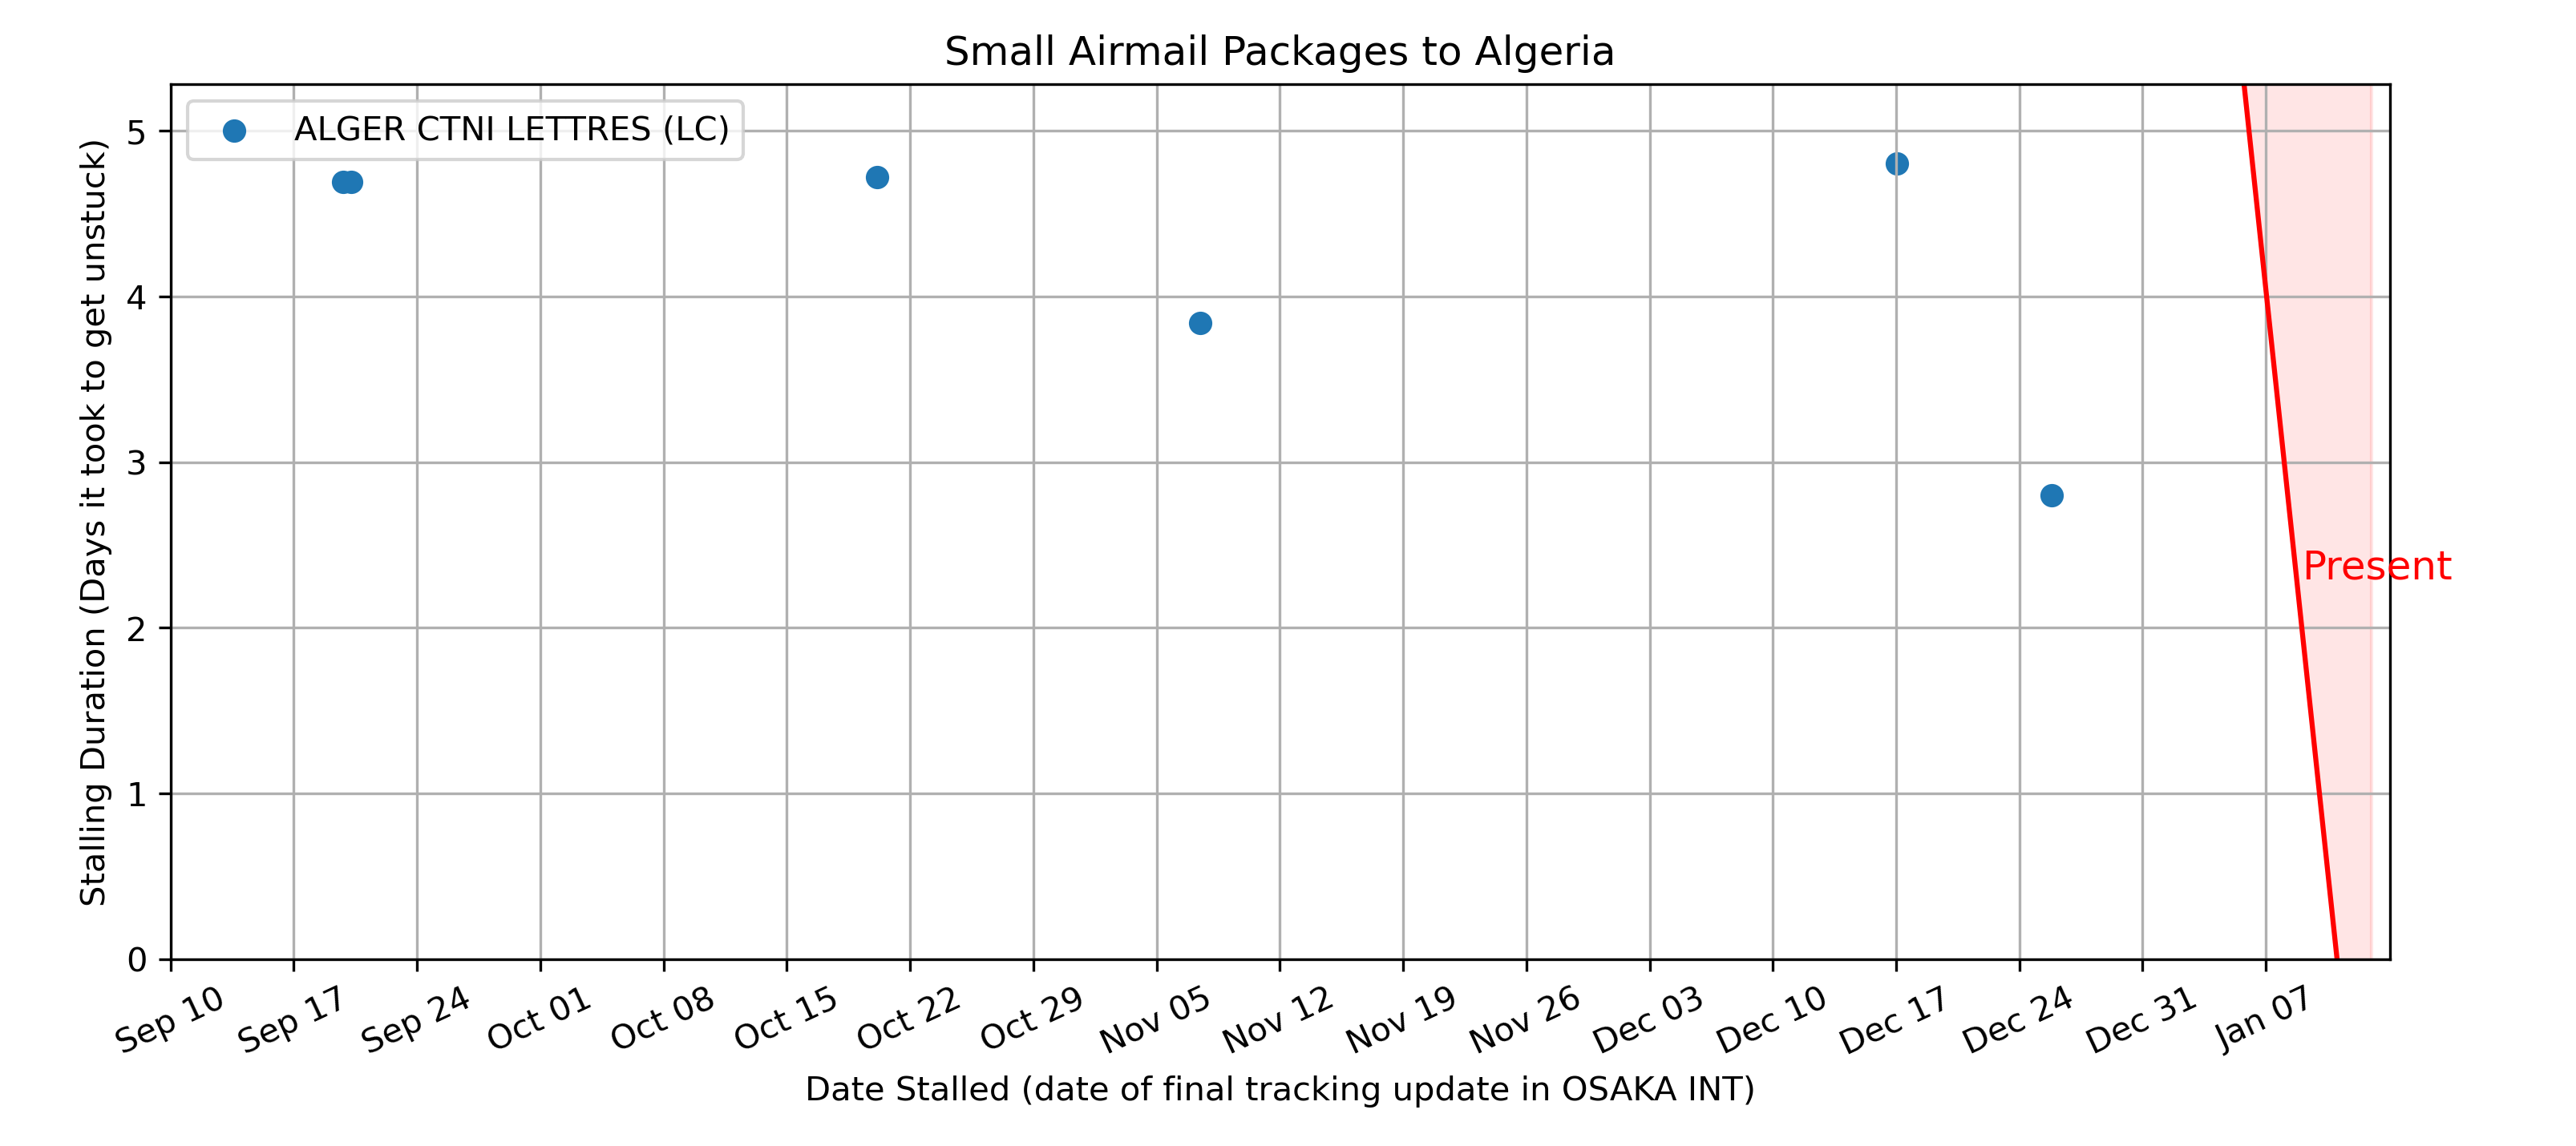 Small Airmail Packages to Algeria
ALGER CTNI LETTRES (LC)
Stalling Duration (Days it took to get unstuck)
5
4
3
2
1
0
Present
Sep 10
Sep 17
Sep 24
Oct 01
Oct 08
Oct 15
Oct 22
Oct 29
Nov 05
Nov 12
Nov 19
Nov 26
Dec 03
Dec 10
Dec 17
Dec 24
Dec 31
Jan 07
Date Stalled (date of final tracking update in OSAKA INT)